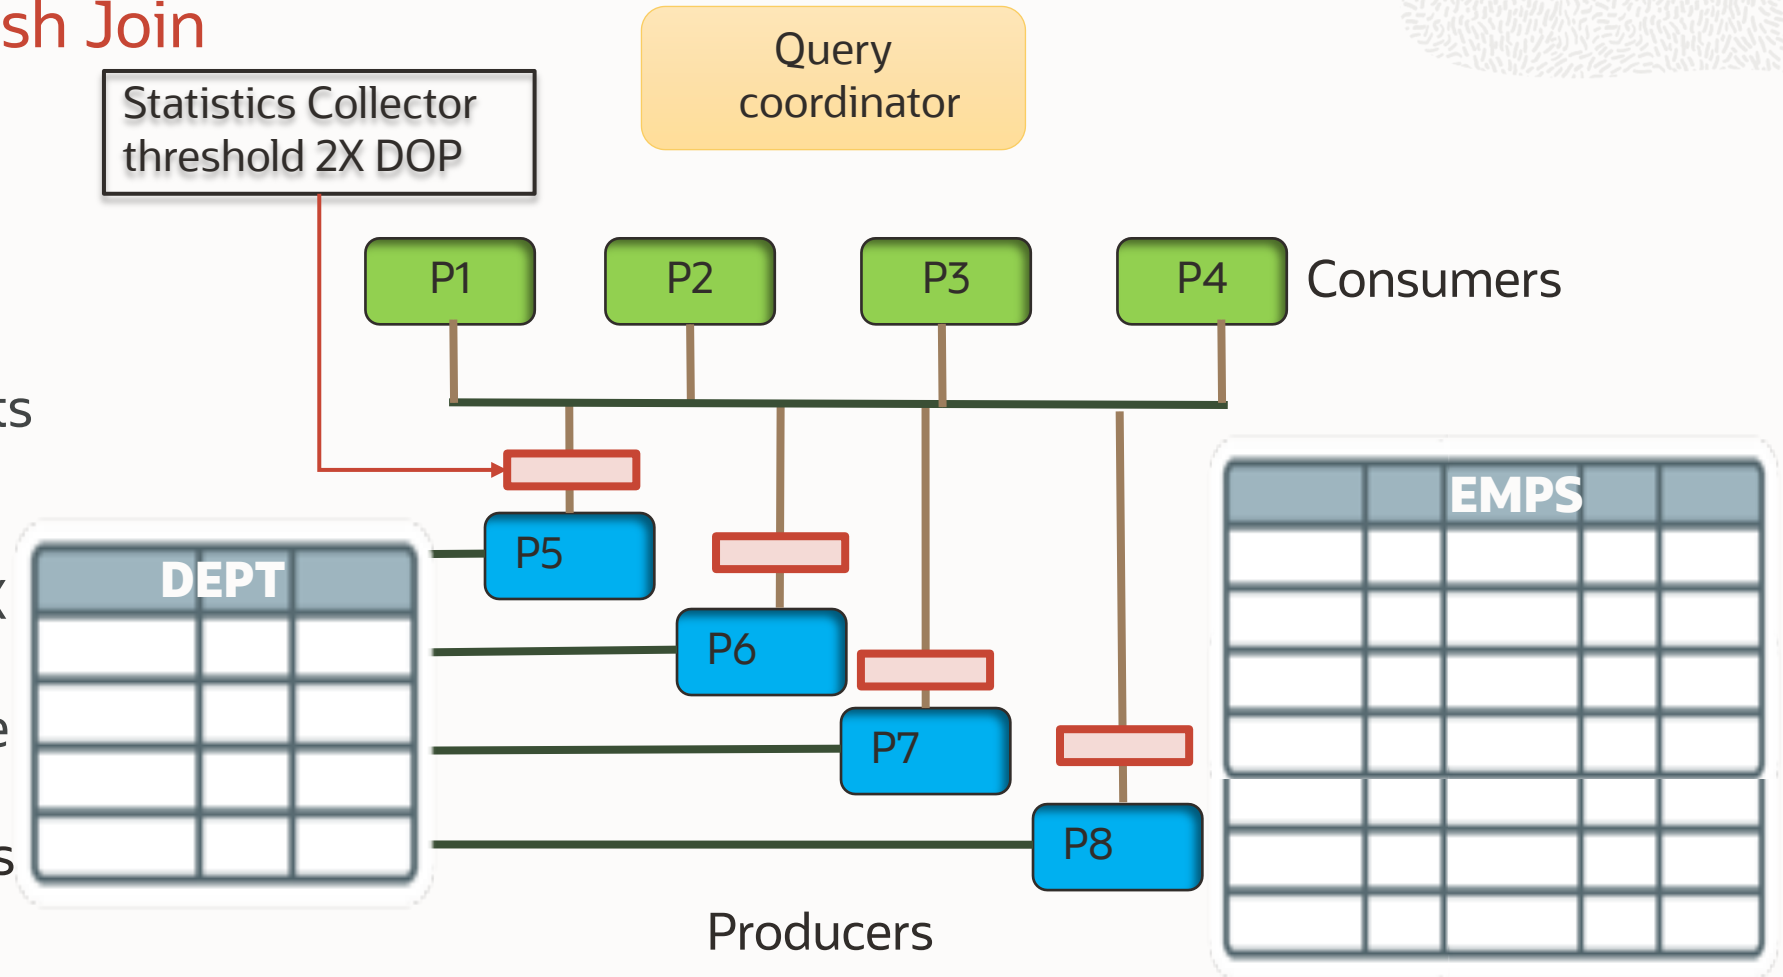 sh Join
Query
coordinator
Statistics Collector
threshold 2X DOP
P1
P2
P3
P4
Consumers
ts
P5
DEPT
EMPS
X
P6
e
P7
s
P8
Producers